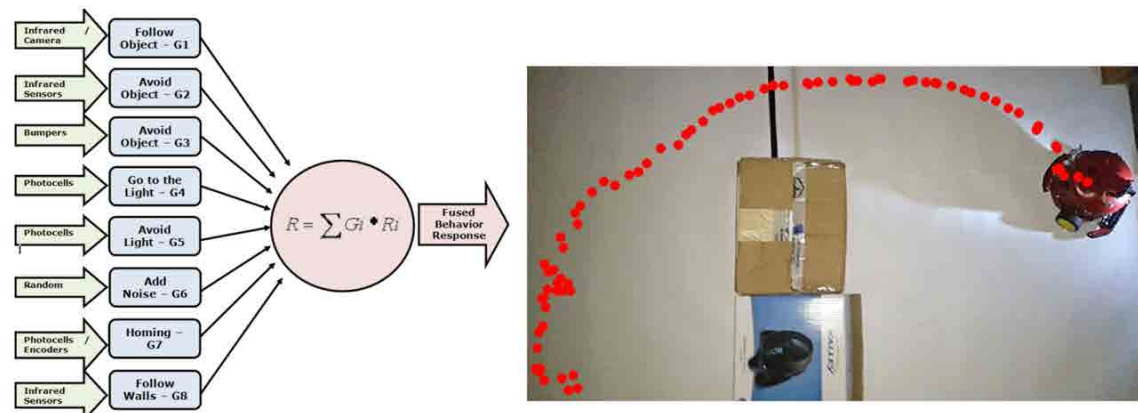 Infrared /
Camera
Follow
Object – G1
Infrared
Sensors
Avoid
Object – G2
Bumpers
Avoid
Object – G3
Photocells
Go to the
Light – G4
Photocells
Avoid
Light – G5
Random
Add
Noise – G6
Photocells /
Encoders
Homing –
G7
Infrared
Sensors
Follow
Walls – G8
R = ∑ Gi • Ri
Fused
Behavior
Response